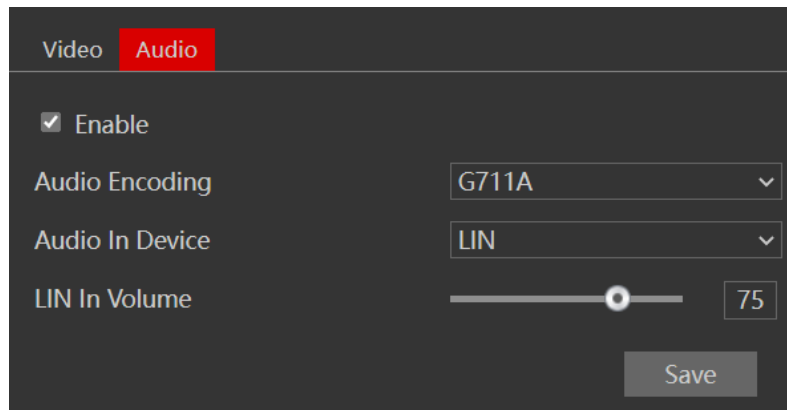 Video Audio
Enable
Audio Encoding G711A
Audio In Device LIN
LIN In Volume 75
Save